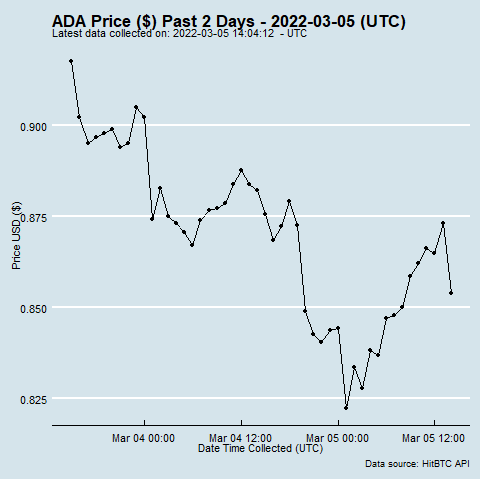 ADA Price ($) Past 2 Days - 2022-03-05 (UTC)
Latest data collected on: 2022-03-05 14:04:12  - UTC
0.900
0.875
0.850
0.825
Price USD ($)
Mar 04 00:00
Mar 04 12:00
Mar 05 00:00
Mar 05 12:00
Date Time Collected (UTC)
Data source: HitBTC API